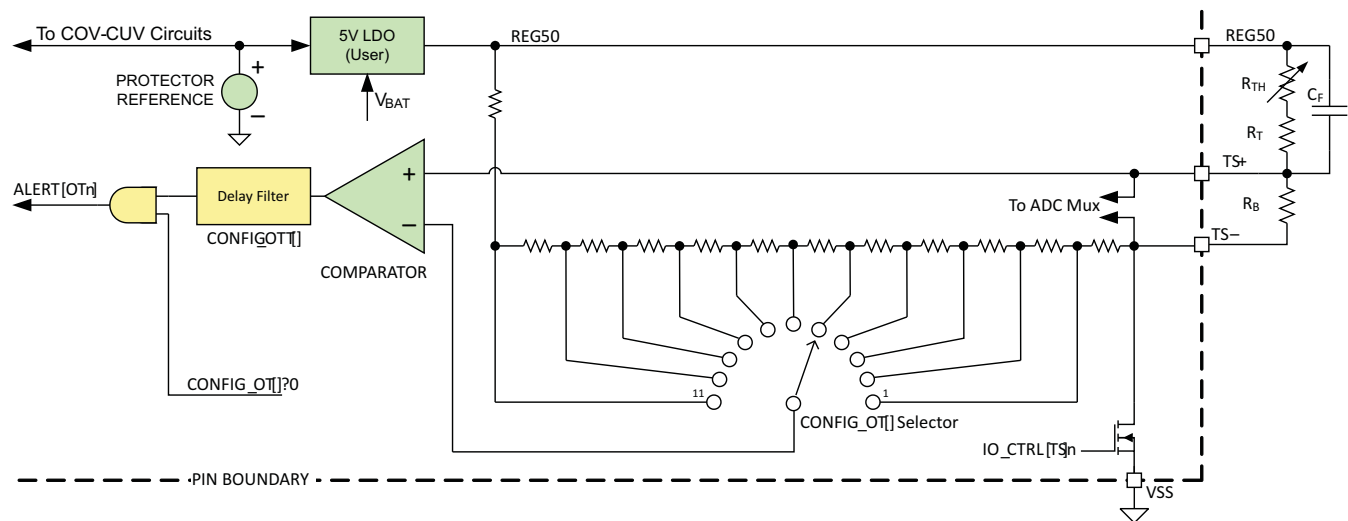 To COV-CUV Circuits
5V LDO
(User)
REG50
REG50
PROTECTOR
REFERENCE
+
−
VBAT
RTH
CF
RT
TS+
ALERT[OTn]
Delay Filter
CONFIG_OTT[]
+
−
COMPARATOR
To ADC Mux
RB
TS−
CONFIG_OT[]?0
11
1
CONFIG_OT[] Selector
IO_CTRL[TS]n
PIN BOUNDARY
VSS